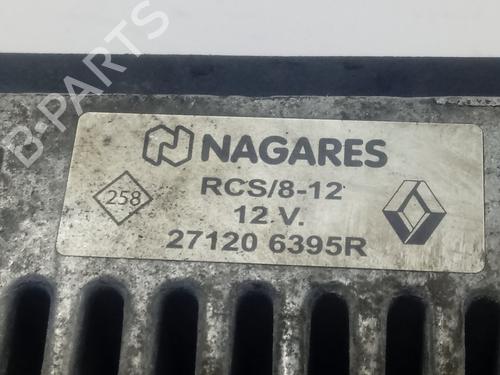 B-PARTS
NAGARES
258
RCS/8-12
12 V.
27120 6395R